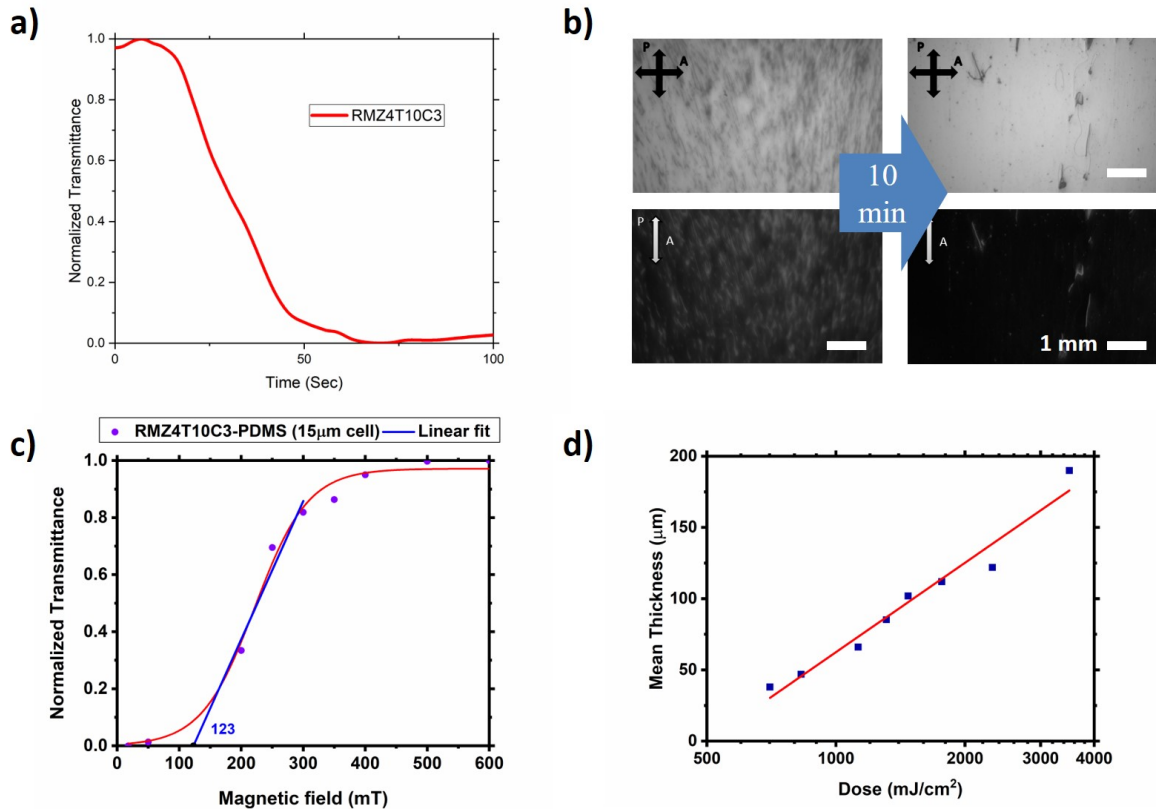 a)
1.0
0.8
0.6
0.4
0.2
0.0
Normalized Transmittance
RMZ4T10C3
0
50
100
Time (Sec)
b)
P
A
P
A
10
min
P
A
A
1 mm
c)
RMZ4T10C3-PDMS (15μm cell)
Linear fit
1.0
0.8
0.6
0.4
0.2
0.0
Normalized Transmittance
123
0
100
200
300
400
500
600
Magnetic field (mT)
d)
200
150
100
50
0
Mean Thickness (μm)
500
1000
2000
3000
4000
Dose (mJ/cm²)